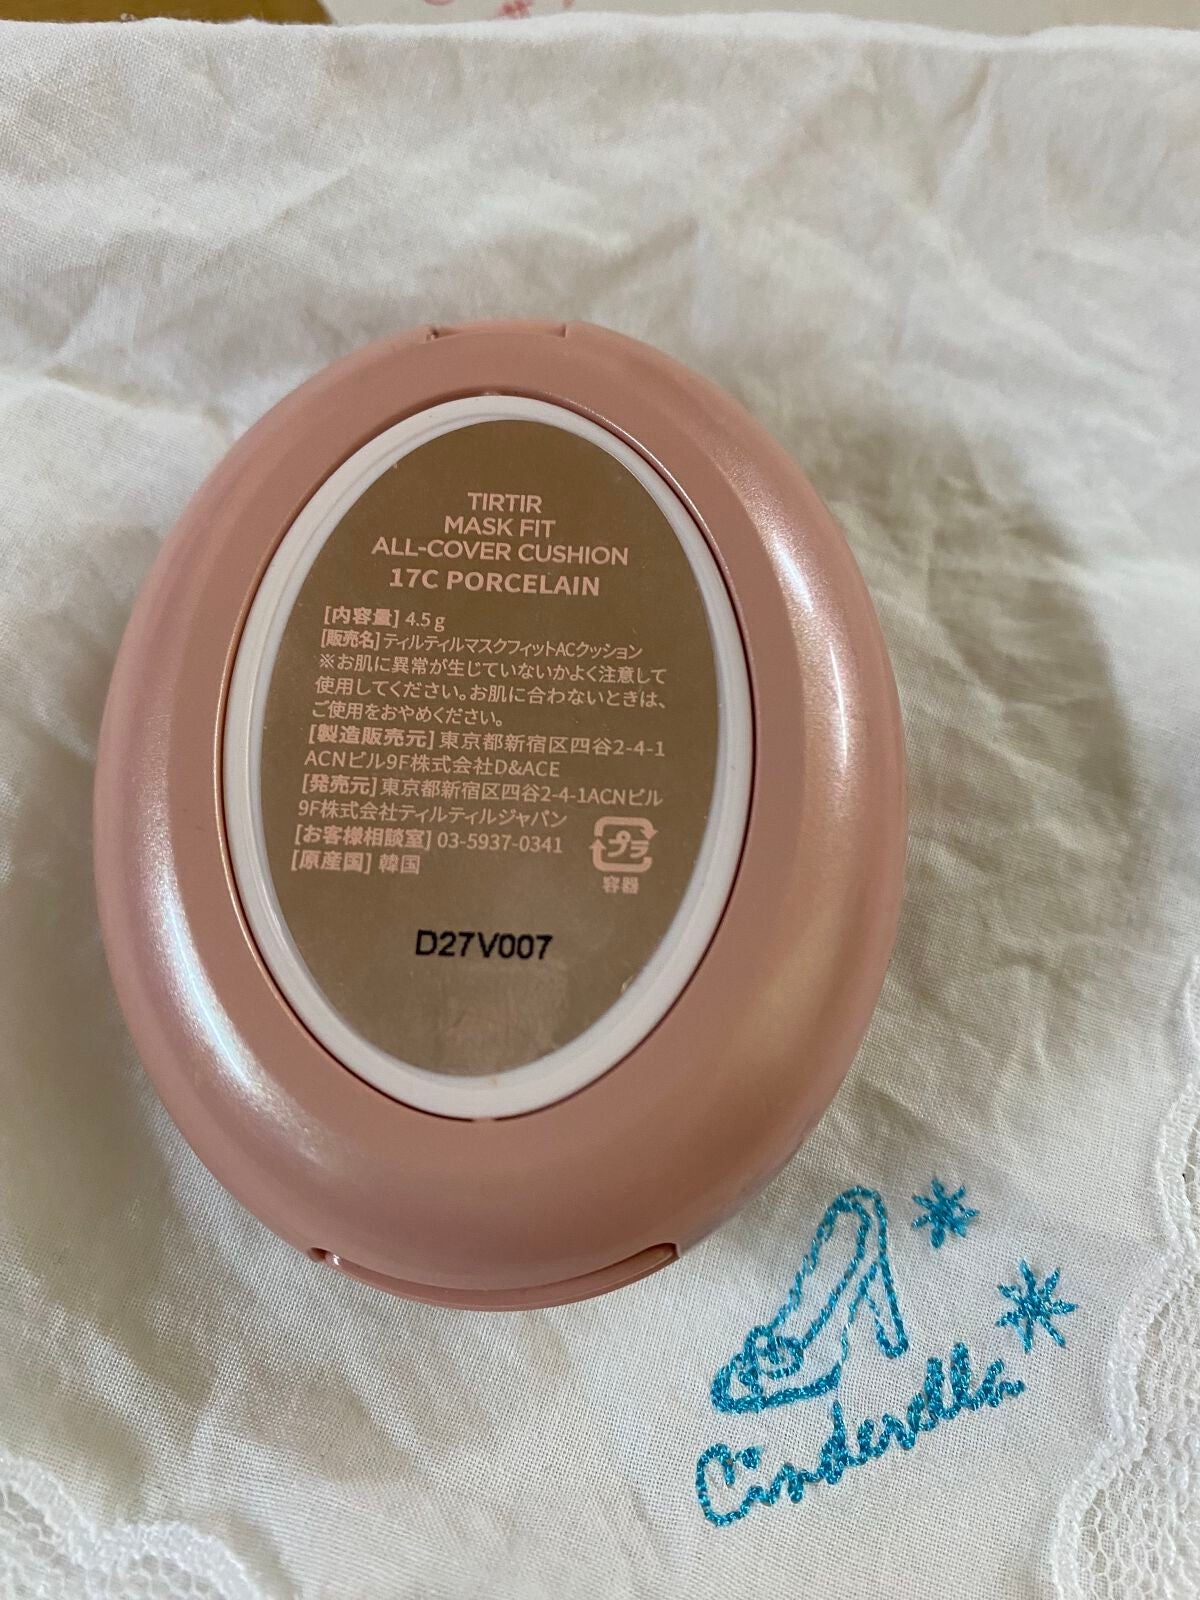 TIRTIR
MASK FIT
ALL-COVER CUSHION
17C PORCELAIN
[内容量] 4.5 g
[販売名] ティルティルマスクフィットACクッション
※お肌に異常が生じていないかよく注意して
使用してください。お肌に合わないときは、
ご使用をおやめください。
[製造販売元] 東京都新宿区四谷2-4-1
ACNビル9F株式会社D&ACE
[発売元] 東京都新宿区四谷2-4-1ACNビル
9F株式会社ティルティルジャパン
[お客様相談室] 03-5937-0341
[原産国] 韓国
プラ
容器
D27V007
Cinderella